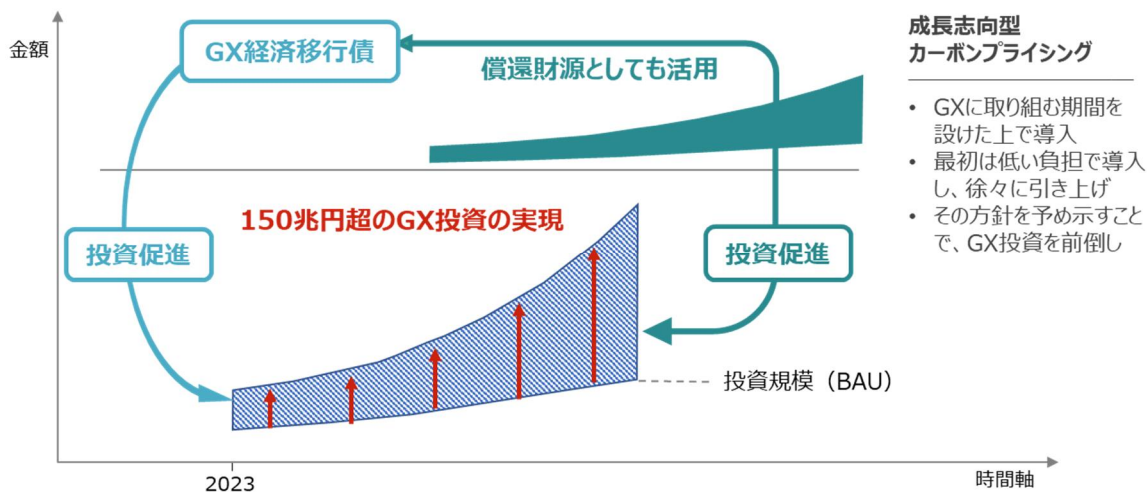 金額
GX経済移行債
償還財源としても活用
150兆円超のGX投資の実現
投資促進
投資促進
投資規模（BAU）
2023
時間軸
成長志向型
カーボンプライシング
• GXに取り組む期間を
設けた上で導入
• 最初は低い負担で導入
し、徐々に引き上げ
• その方針を予め示すこと
で、GX投資を前倒し